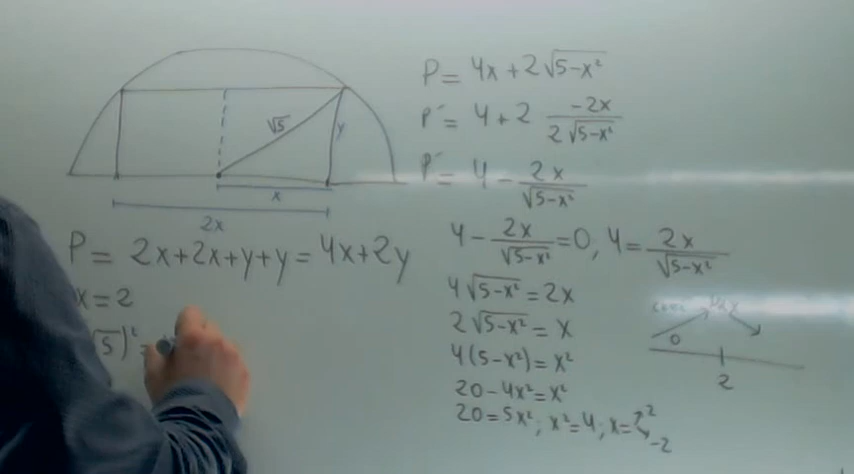 √5
y
x
2x
P = 2x+2x+y+y = 4x+2y
x = 2
√5)² =
P = 4x + 2√5-x²
P´ = 4 + 2 -2x / 2√5-x²
P´ = 4 - 2x / √5-x²
4 - 2x / √5-x² = 0, 4 = 2x / √5-x²
4√5-x² = 2x
2√5-x² = x
4(5-x²) = x²
20-4x² = x²
20 = 5x²; x² = 4; x = 2
-2
0
2